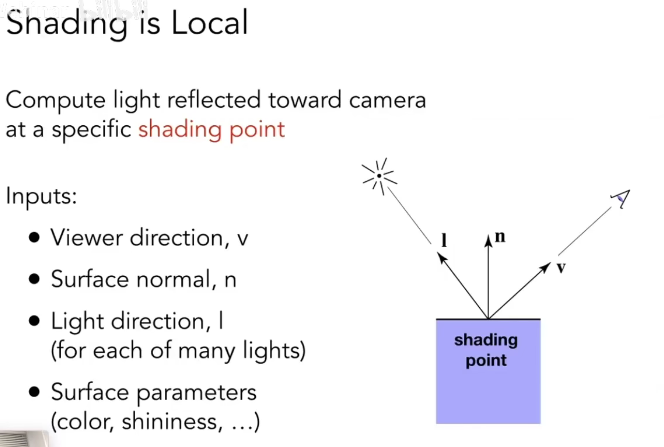 Shading is Local
Compute light reflected toward camera
at a specific shading point
Inputs:
• Viewer direction, v
• Surface normal, n
• Light direction, l
(for each of many lights)
• Surface parameters
(color, shininess, …)
l
n
v
shading
point